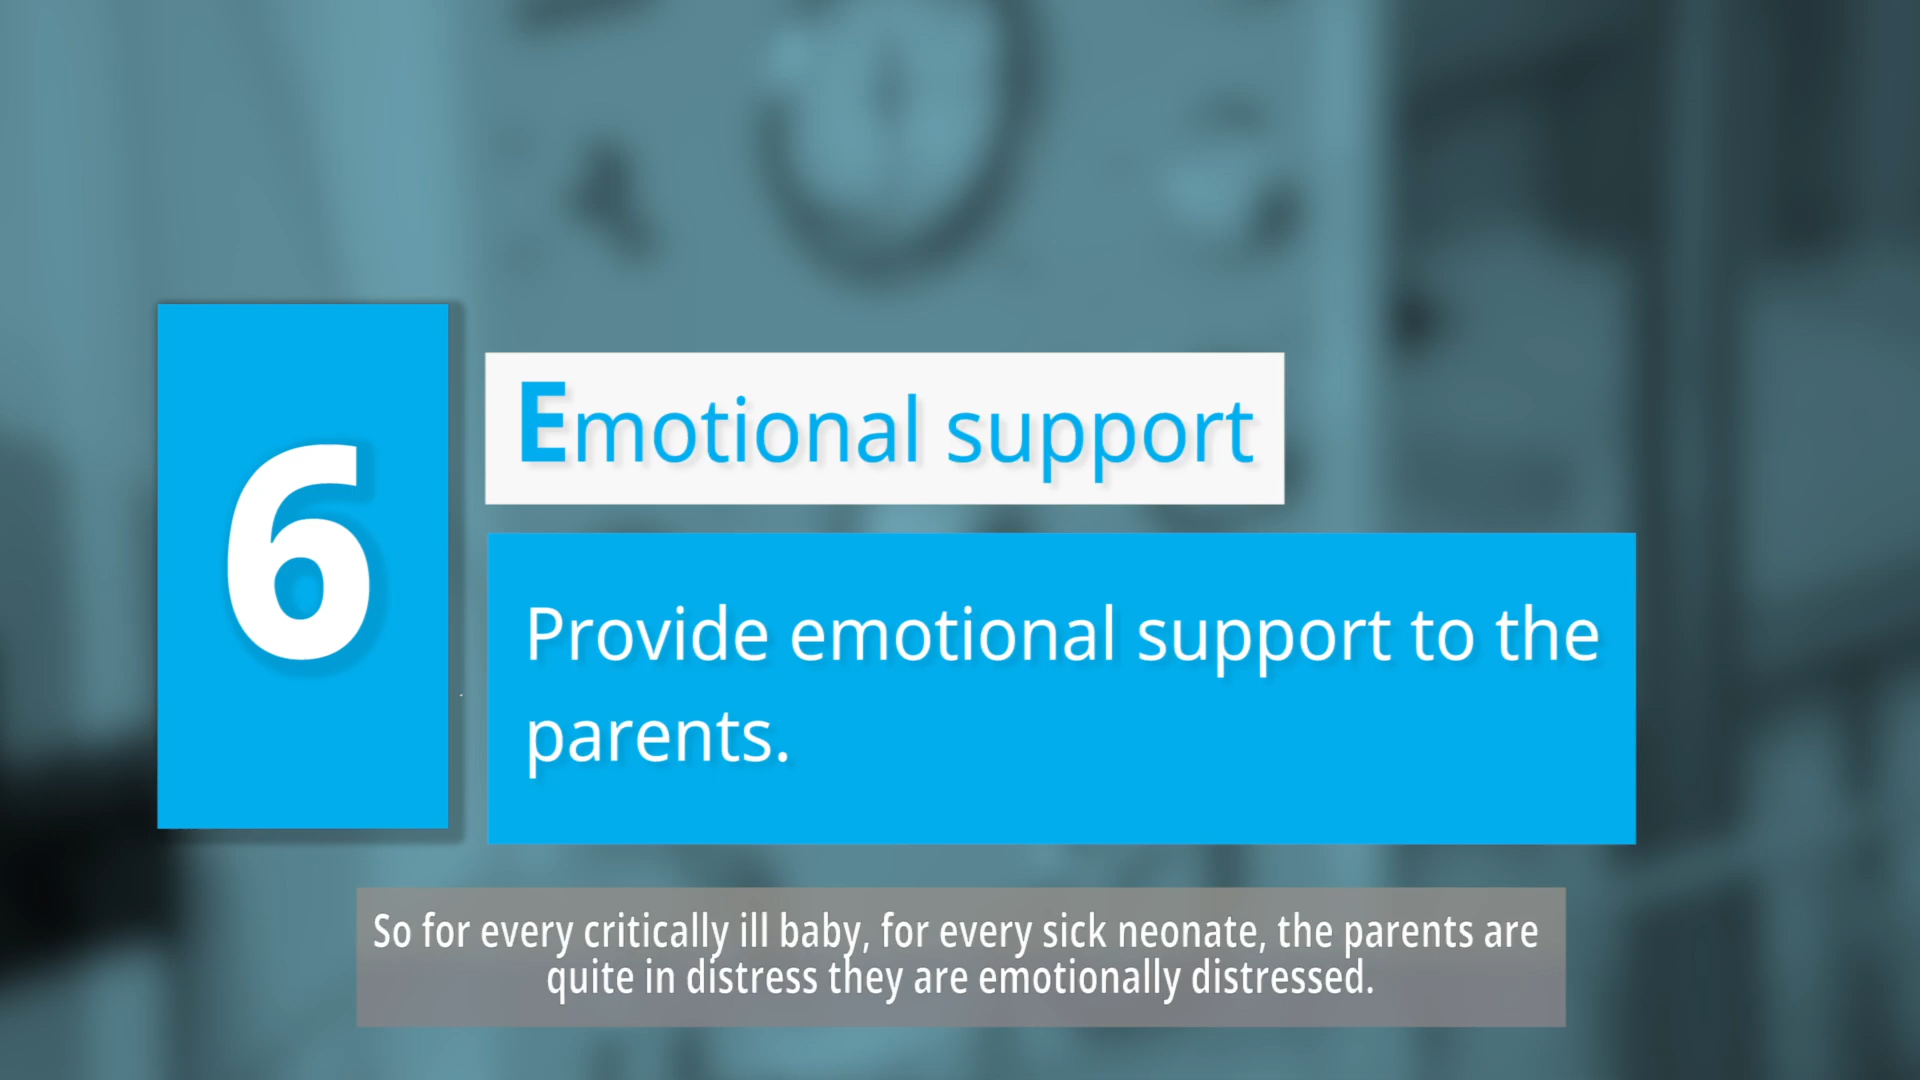 6
Emotional support
Provide emotional support to the
parents.
So for every critically ill baby, for every sick neonate, the parents are
quite in distress they are emotionally distressed.